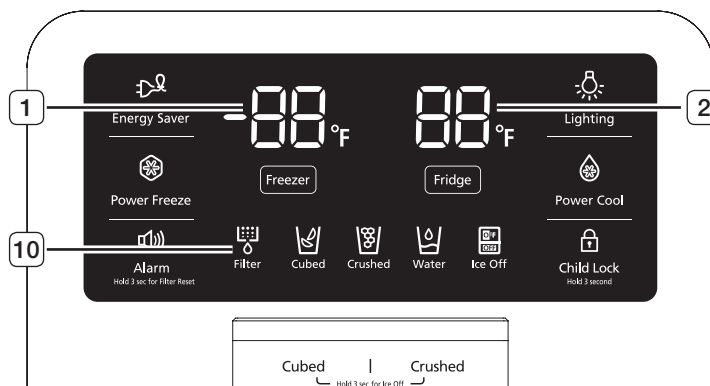 1
2
10
-88 °F
88 °F
Energy Saver
Lighting
Freezer
Fridge
Power Freeze
Power Cool
Filter
Cubed
Crushed
Water
Ice Off
OFF
Alarm
Hold 3 sec for Filter Reset
Child Lock
Hold 3 second
Cubed | Crushed
Hold 3 sec for Ice Off